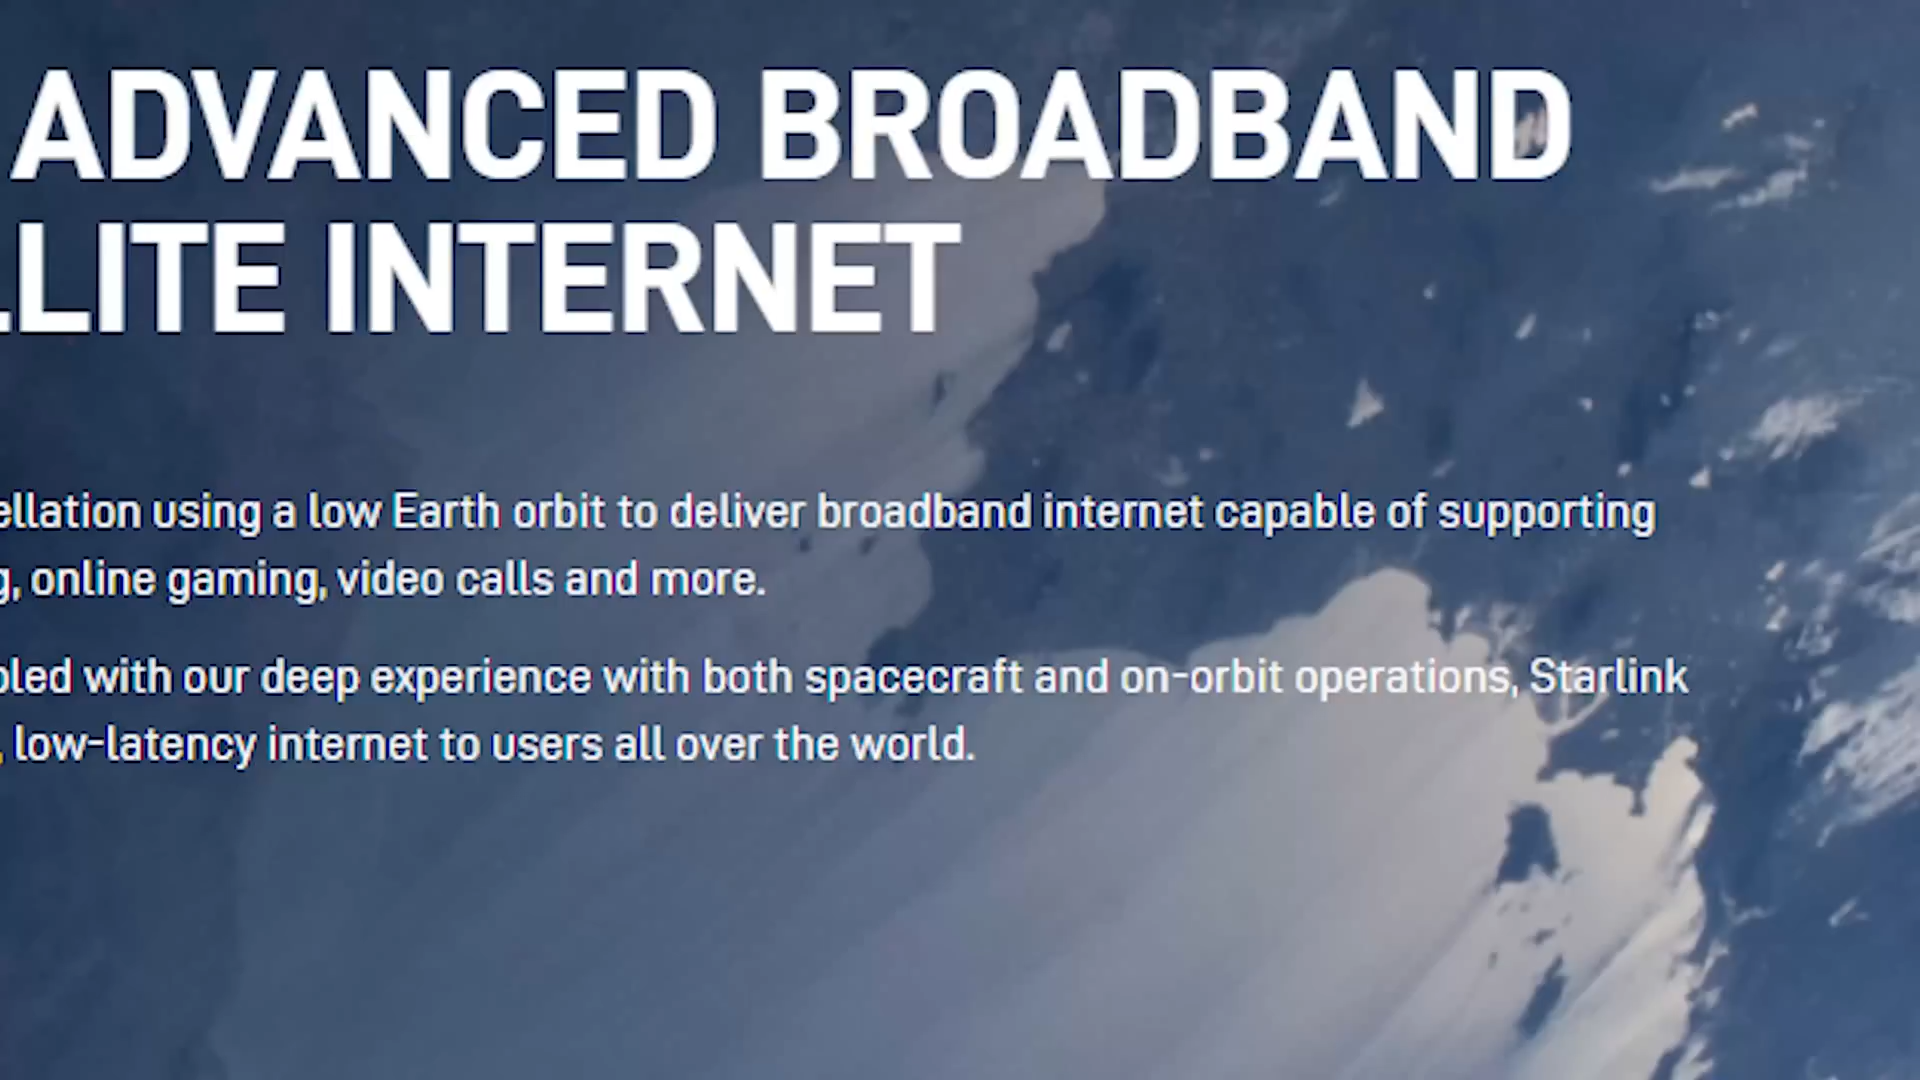 ADVANCED BROADBAND
LLITE INTERNET
ellation using a low Earth orbit to deliver broadband internet capable of supporting
g, online gaming, video calls and more.
pled with our deep experience with both spacecraft and on-orbit operations, Starlink
, low-latency internet to users all over the world.